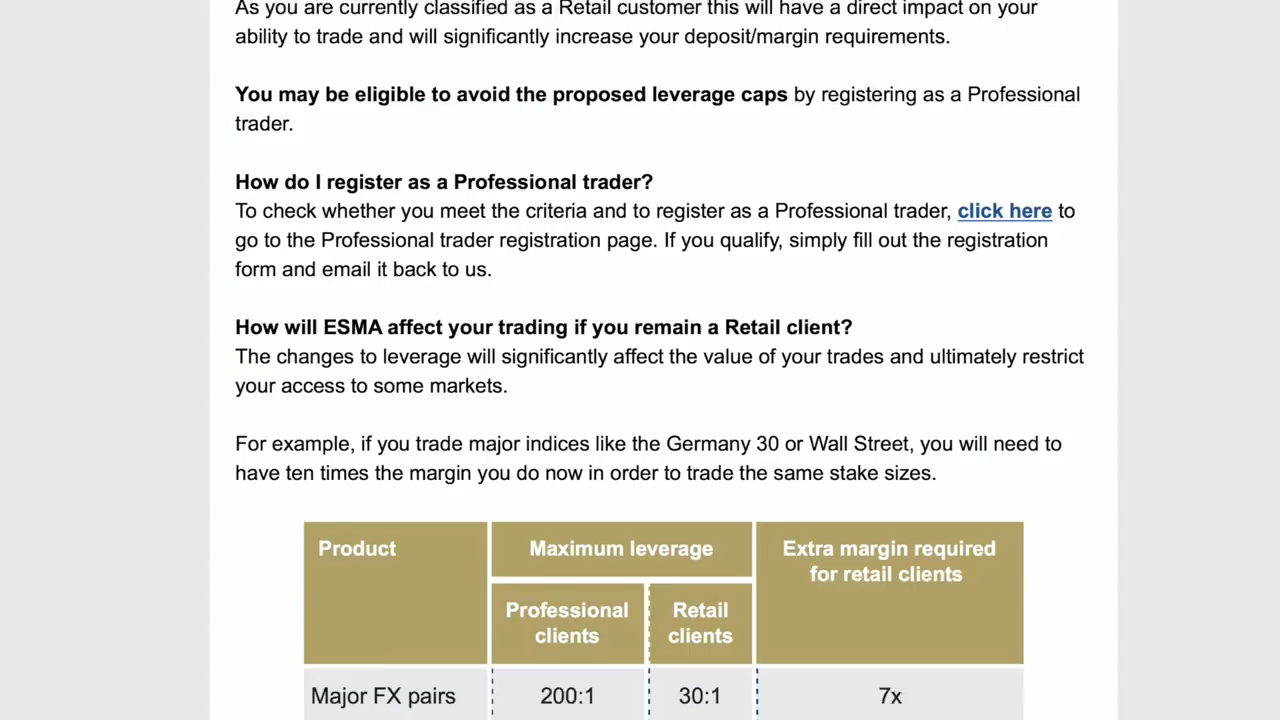 As you are currently classified as a Retail customer this will have a direct impact on your
ability to trade and will significantly increase your deposit/margin requirements.
You may be eligible to avoid the proposed leverage caps by registering as a Professional
trader.
How do I register as a Professional trader?
To check whether you meet the criteria and to register as a Professional trader, click here to
go to the Professional trader registration page. If you qualify, simply fill out the registration
form and email it back to us.
How will ESMA affect your trading if you remain a Retail client?
The changes to leverage will significantly affect the value of your trades and ultimately restrict
your access to some markets.
For example, if you trade major indices like the Germany 30 or Wall Street, you will need to
have ten times the margin you do now in order to trade the same stake sizes.
Product
Maximum leverage
Extra margin required
for retail clients
Professional
clients
Retail
clients
Major FX pairs
200:1
30:1
7x